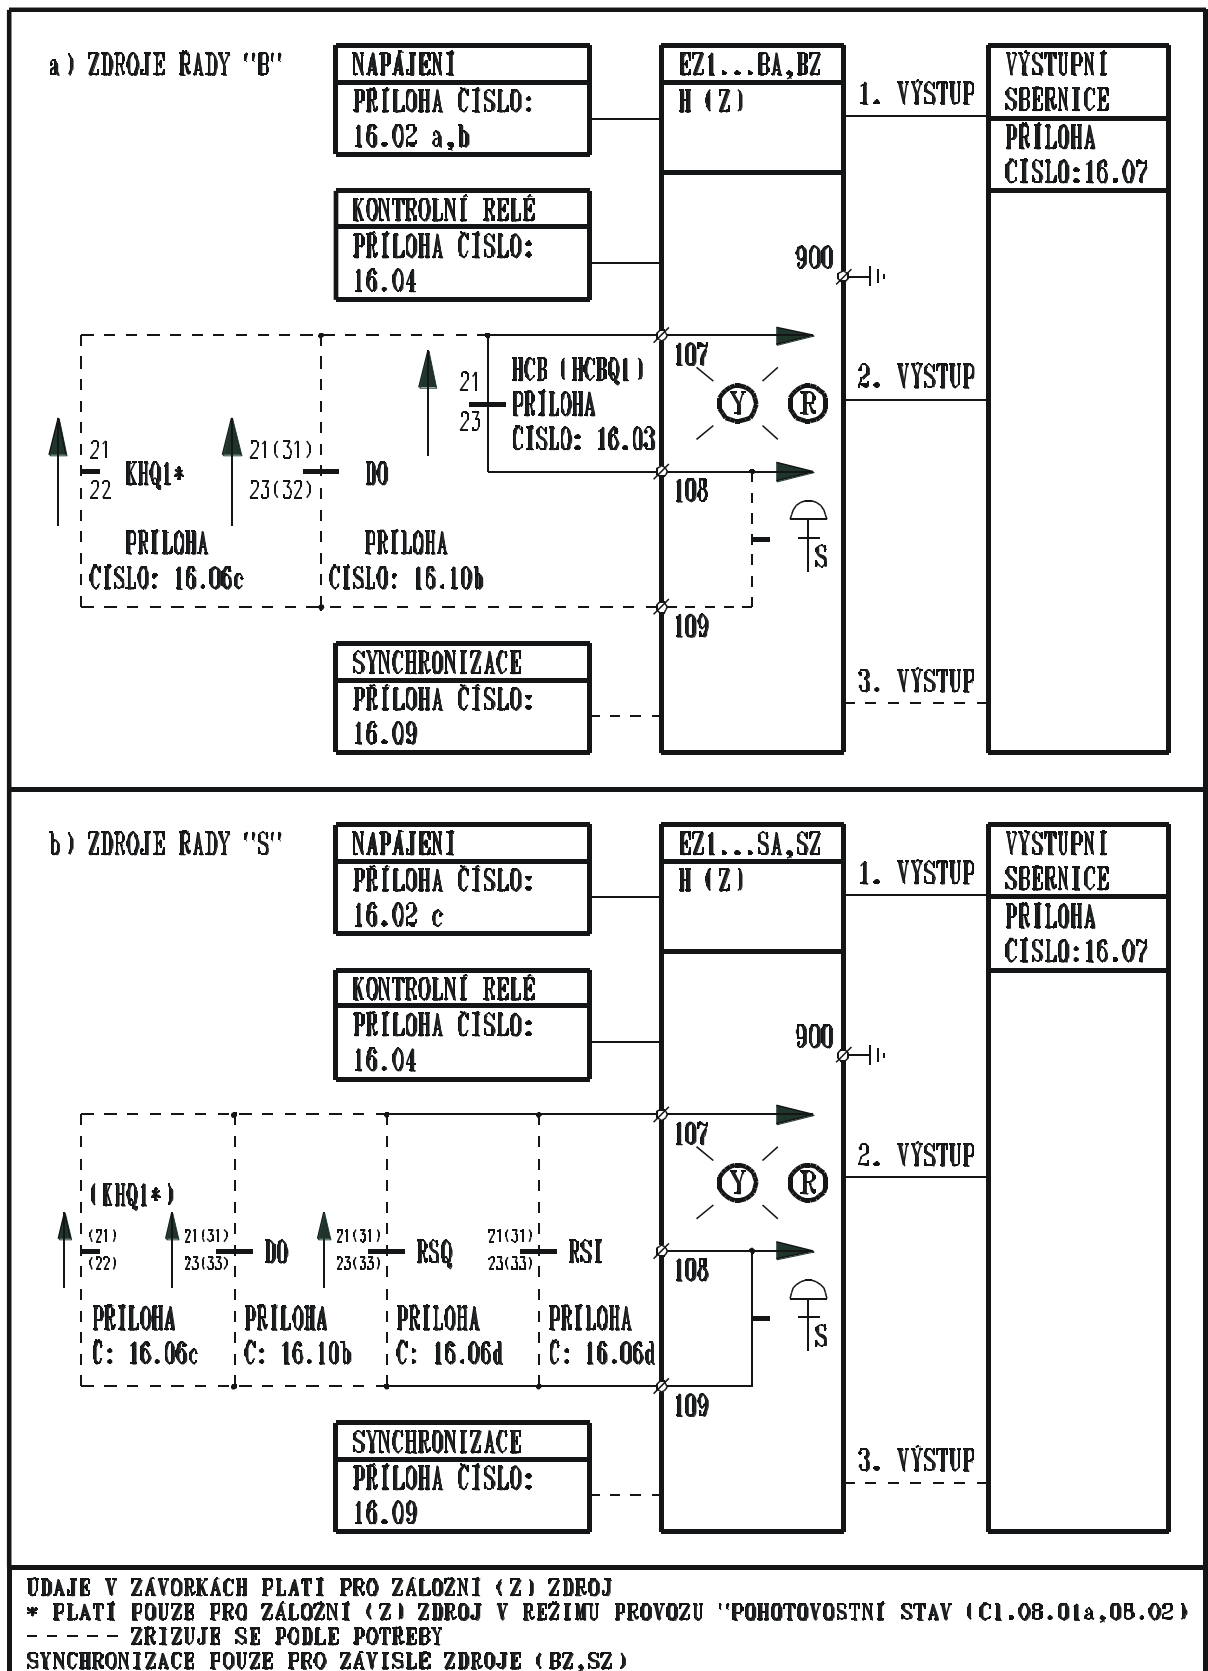 a) ZDROJE ŘADY "B"
NAPÁJENÍ
PŘÍLOHA ČÍSLO:
16.02 a,b
EZ1...BA,BZ
H (Z)
1. VÝSTUP
VÝSTUPNÍ
SBĚRNICE
PŘÍLOHA
ČÍSLO:16.07
KONTROLNÍ RELÉ
PŘÍLOHA ČÍSLO:
16.04
900
107
21
23
HCB (HCBQ1)
PŘÍLOHA
ČÍSLO: 16.03
Y
R
2. VÝSTUP
21
22
KHQ1*
21(31)
23(32)
DO
108
S
PŘÍLOHA
ČÍSLO: 16.06c
PŘÍLOHA
ČÍSLO: 16.10b
109
SYNCHRONIZACE
PŘÍLOHA ČÍSLO:
16.09
3. VÝSTUP
b) ZDROJE ŘADY "S"
NAPÁJENÍ
PŘÍLOHA ČÍSLO:
16.02 c
EZ1...SA,SZ
H (Z)
1. VÝSTUP
VÝSTUPNÍ
SBĚRNICE
PŘÍLOHA
ČÍSLO:16.07
KONTROLNÍ RELÉ
PŘÍLOHA ČÍSLO:
16.04
900
107
Y
R
2. VÝSTUP
(KHQ1*)
(21)
(22)
21(31)
23(33)
DO
21(31)
23(33)
RSQ
21(31)
23(33)
RSI
108
S
PŘÍLOHA
Č: 16.06c
PŘÍLOHA
Č: 16.10b
PŘÍLOHA
Č: 16.06d
PŘÍLOHA
Č: 16.06d
109
SYNCHRONIZACE
PŘÍLOHA ČÍSLO:
16.09
3. VÝSTUP
ÚDAJE V ZÁVORKÁCH PLATÍ PRO ZÁLOŽNÍ (Z) ZDROJ
* PLATÍ POUZE PRO ZÁLOŽNÍ (Z) ZDROJ V REŽIMU PROVOZU "POHOTOVOSTNÍ STAV (Čl.08.01a,08.02)
----- ZŘIZUJE SE PODLE POTŘEBY
SYNCHRONIZACE POUZE PRO ZÁVISLÉ ZDROJE (BZ,SZ)